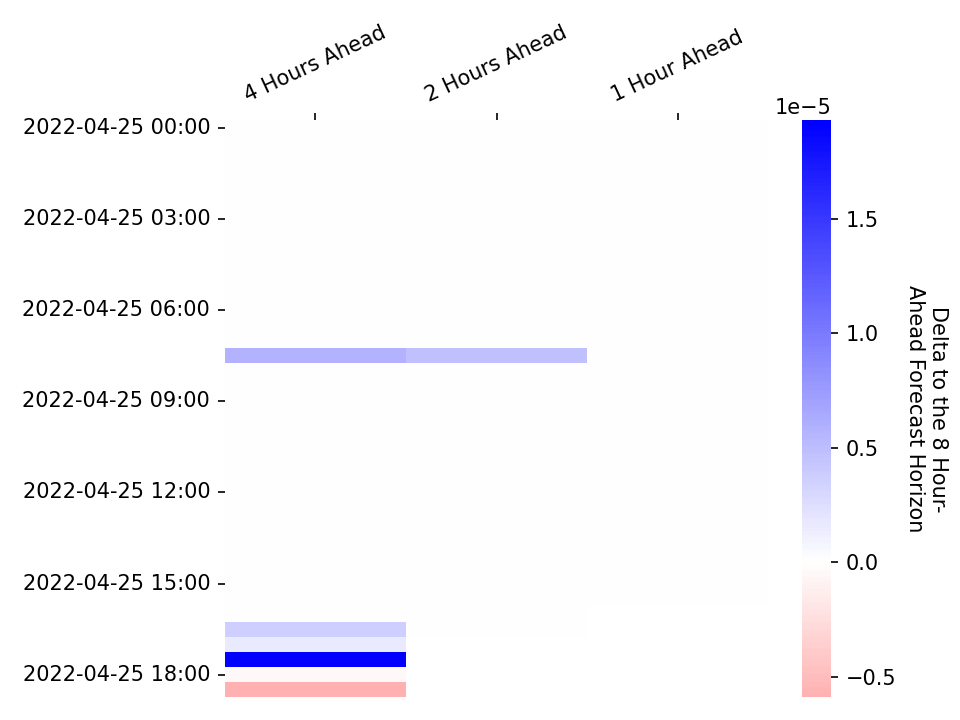 4 Hours Ahead
2 Hours Ahead
1 Hour Ahead
1e−5
2022-04-25 00:00
2022-04-25 03:00
2022-04-25 06:00
2022-04-25 09:00
2022-04-25 12:00
2022-04-25 15:00
2022-04-25 18:00
1.5
1.0
0.5
0.0
−0.5
Delta to the 8 Hour-
Ahead Forecast Horizon